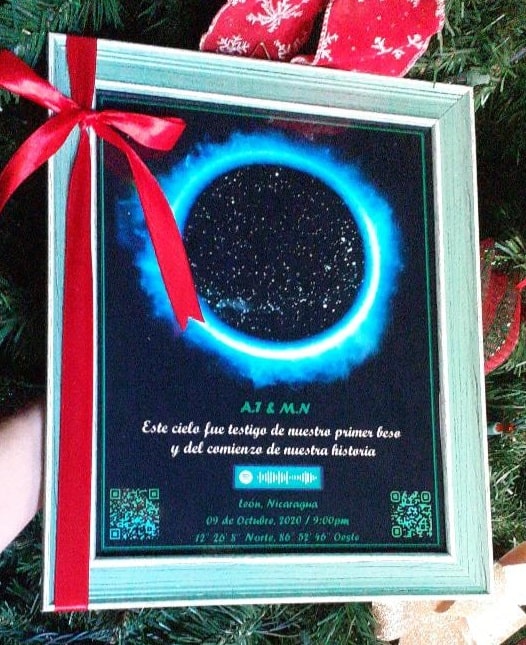 A.T & M.N
Este cielo fue testigo de nuestro primer beso
y del comienzo de nuestra historia
León, Nicaragua
09 de Octubre, 2020 / 9:00pm
12° 26' 8" Norte, 86° 52' 46" Oeste